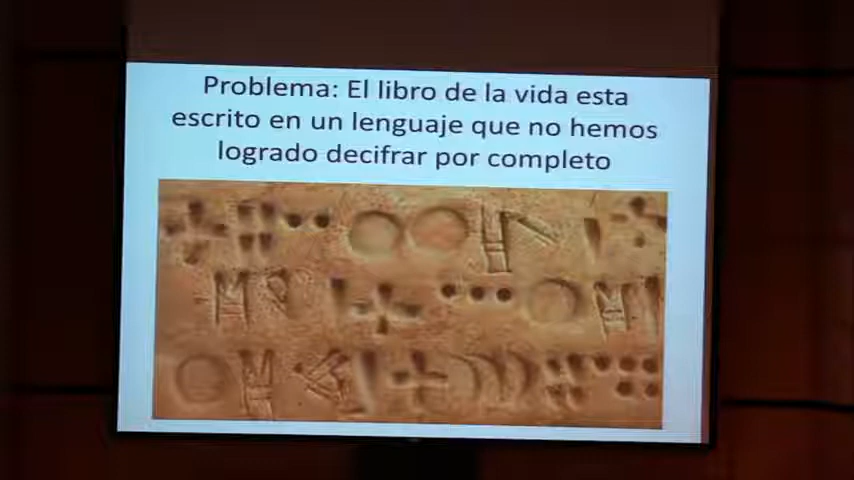 Problema: El libro de la vida esta
escrito en un lenguaje que no hemos
logrado decifrar por completo